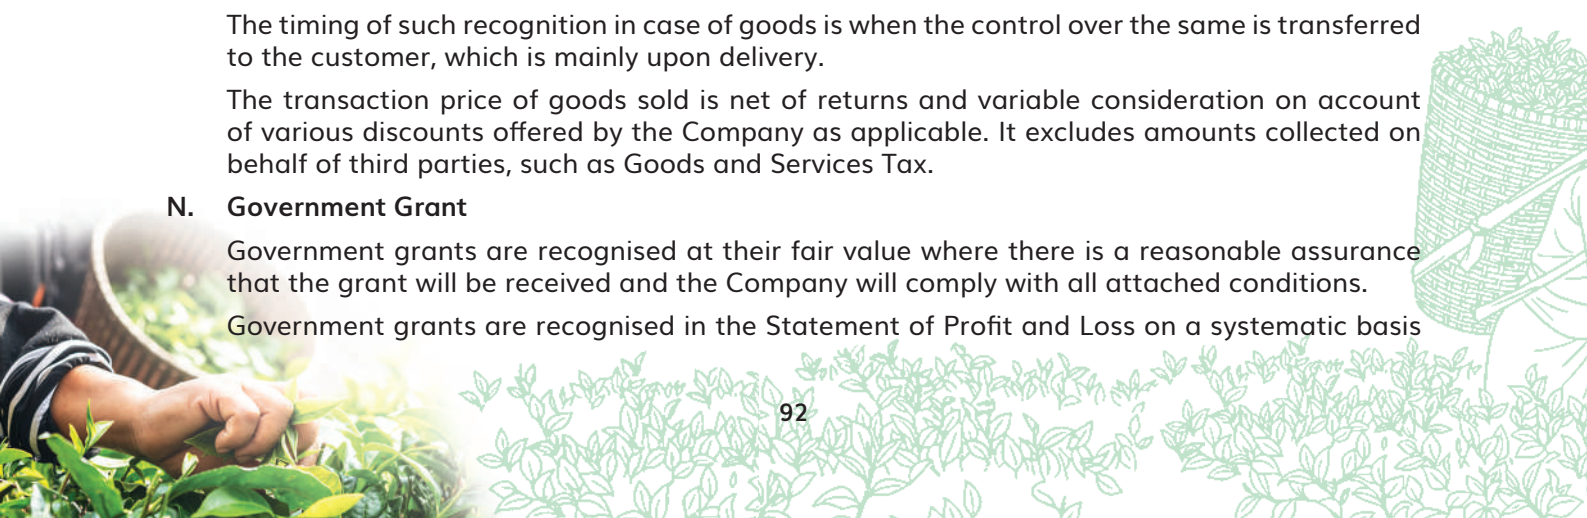 The timing of such recognition in case of goods is when the control over the same is transferred
to the customer, which is mainly upon delivery.
The transaction price of goods sold is net of returns and variable consideration on account
of various discounts offered by the Company as applicable. It excludes amounts collected on
behalf of third parties, such as Goods and Services Tax.
N. Government Grant
Government grants are recognised at their fair value where there is a reasonable assurance
that the grant will be received and the Company will comply with all attached conditions.
Government grants are recognised in the Statement of Profit and Loss on a systematic basis
92